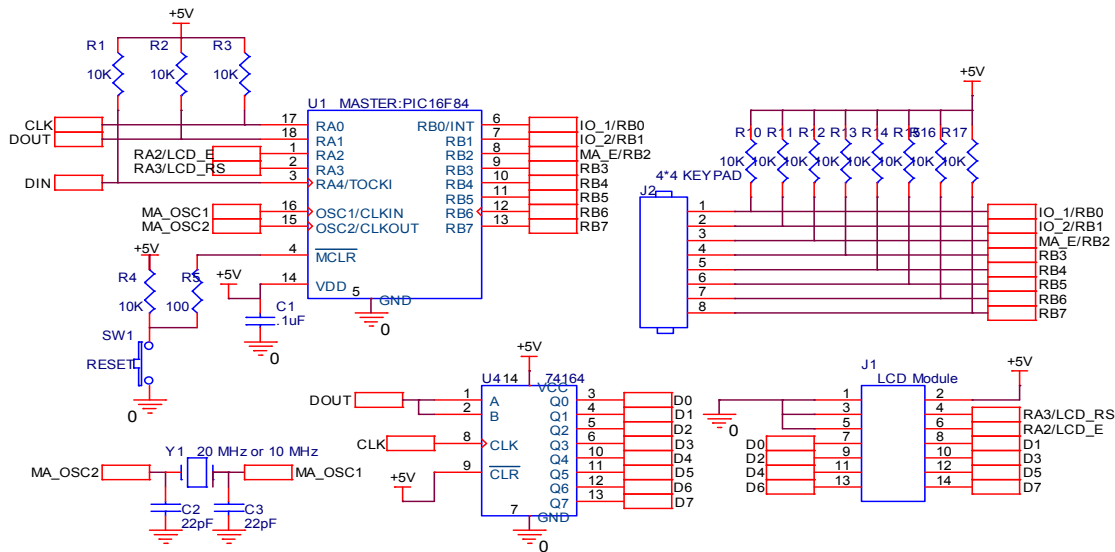 +5V
R1
R2
R3
10K
10K
10K
U1
MASTER:PIC16F84
CLK
DOUT
RA2/LCD_E
RA3/LCD_RS
DIN
MA_OSC1
MA_OSC2
17
18
1
2
3
16
15
4
14
5
RA0
RA1
RA2
RA3
RA4/TOCKI
OSC1/CLKIN
OSC2/CLKOUT
MCLR
VDD
GND
RB0/INT
RB1
RB2
RB3
RB4
RB5
RB6
RB7
6
7
8
9
10
11
12
13
IO_1/RB0
IO_2/RB1
MA_E/RB2
RB3
RB4
RB5
RB6
RB7
+5V
R4
10K
R5
100
+5V
C1
.1uF
0
0
SW1
RESET
0
+5V
R10
R11
R12
R13
R14
R15
R16
R17
10K
10K
10K
10K
10K
10K
10K
10K
4*4 KEYPAD
J2
1
2
3
4
5
6
7
8
IO_1/RB0
IO_2/RB1
MA_E/RB2
RB3
RB4
RB5
RB6
RB7
Y1
20 MHz or 10 MHz
MA_OSC2
MA_OSC1
C2
22pF
C3
22pF
+5V
U4
14
74164
VCC
DOUT
CLK
+5V
1
2
8
9
A
B
CLK
CLR
Q0
Q1
Q2
Q3
Q4
Q5
Q6
Q7
3
4
5
6
10
11
12
13
D0
D1
D2
D3
D4
D5
D6
D7
7
GND
0
J1
LCD Module
+5V
0
1
3
5
7
9
11
13
2
4
6
8
10
12
14
D0
D2
D4
D6
RA3/LCD_RS
RA2/LCD_E
D1
D3
D5
D7